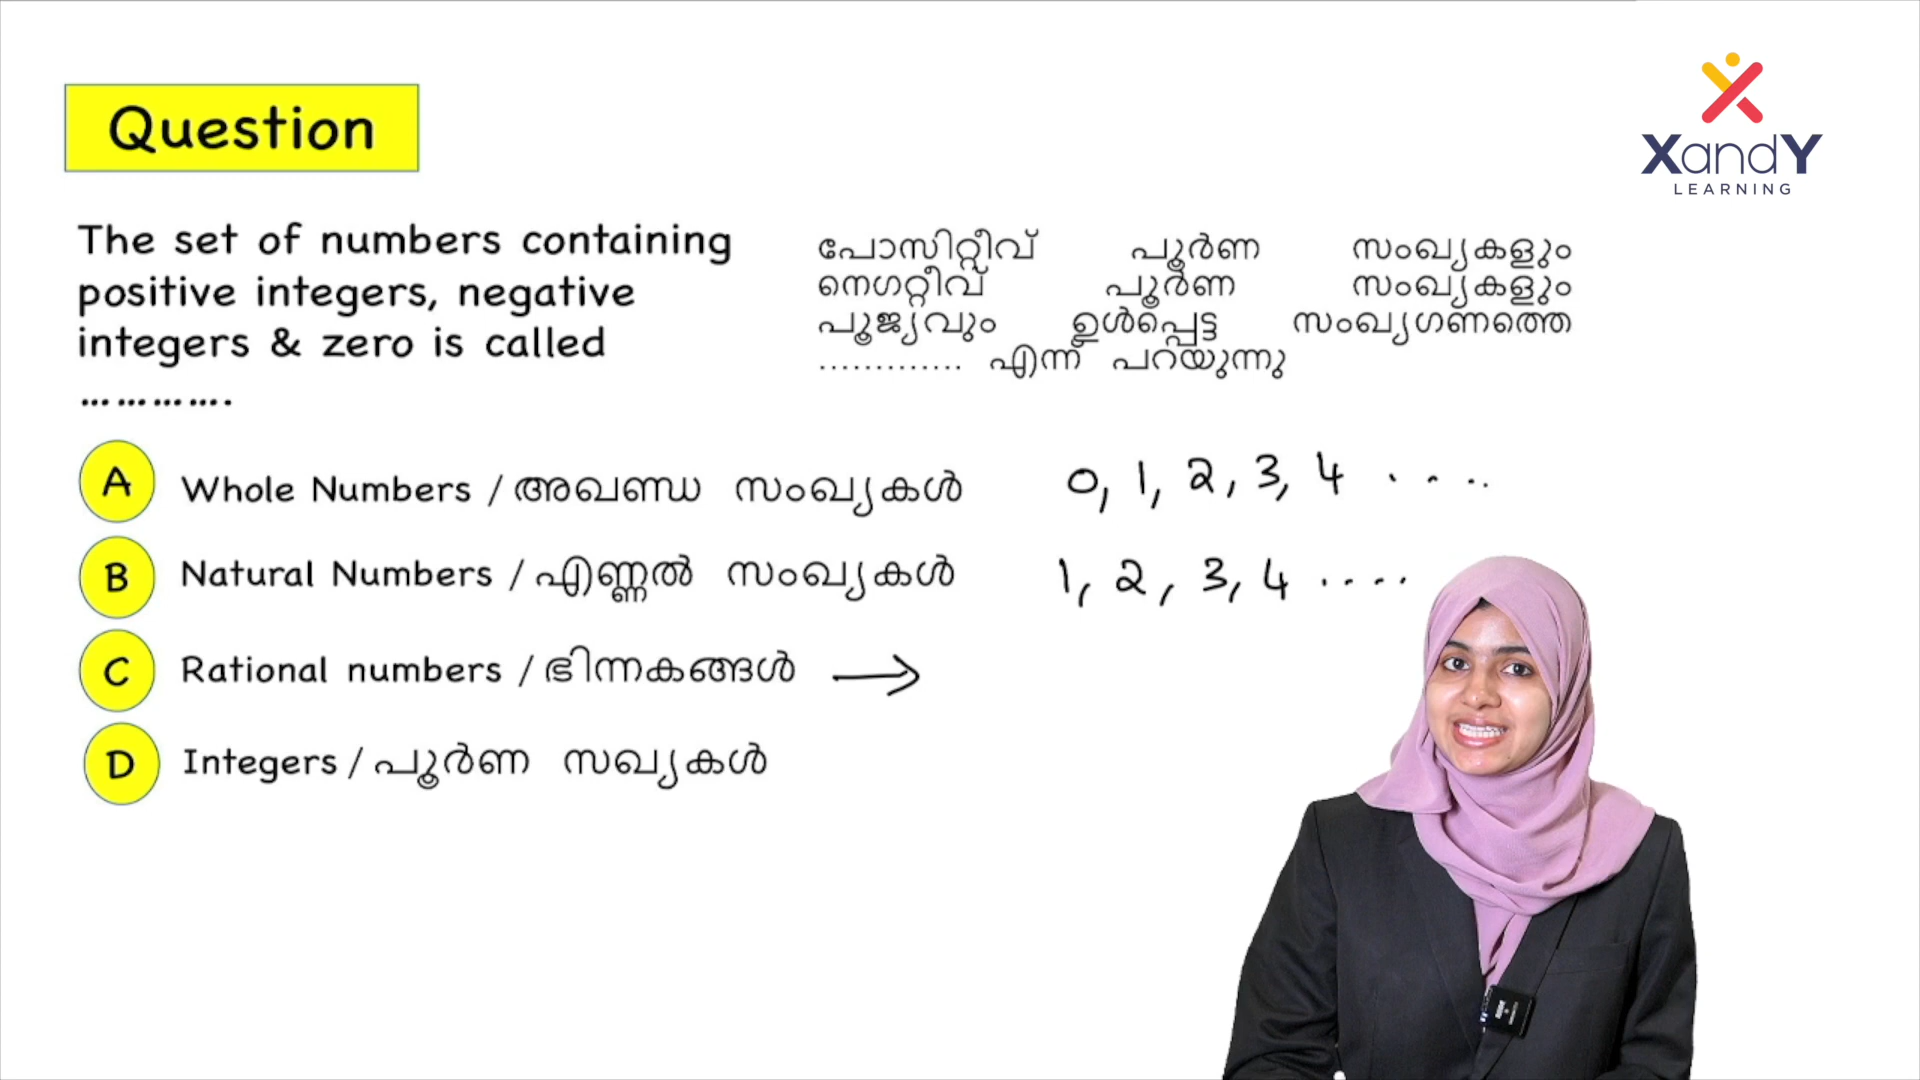 Question
XandY
LEARNING
The set of numbers containing
positive integers, negative
integers & zero is called
………….
പോസിറ്റീവ് പൂർണ സംഖ്യകളും
നെഗറ്റീവ് പൂർണ സംഖ്യകളും
പൂജ്യവും ഉൾപ്പെട്ട സംഖ്യഗണത്തെ
............. എന്ന് പറയുന്നു
A Whole Numbers / അഖണ്ഡ സംഖ്യകൾ 0, 1, 2, 3, 4 ....
B Natural Numbers / എണ്ണൽ സംഖ്യകൾ 1, 2, 3, 4 ....
C Rational numbers / ഭിന്നകങ്ങൾ →
D Integers / പൂർണ സഖ്യകൾ